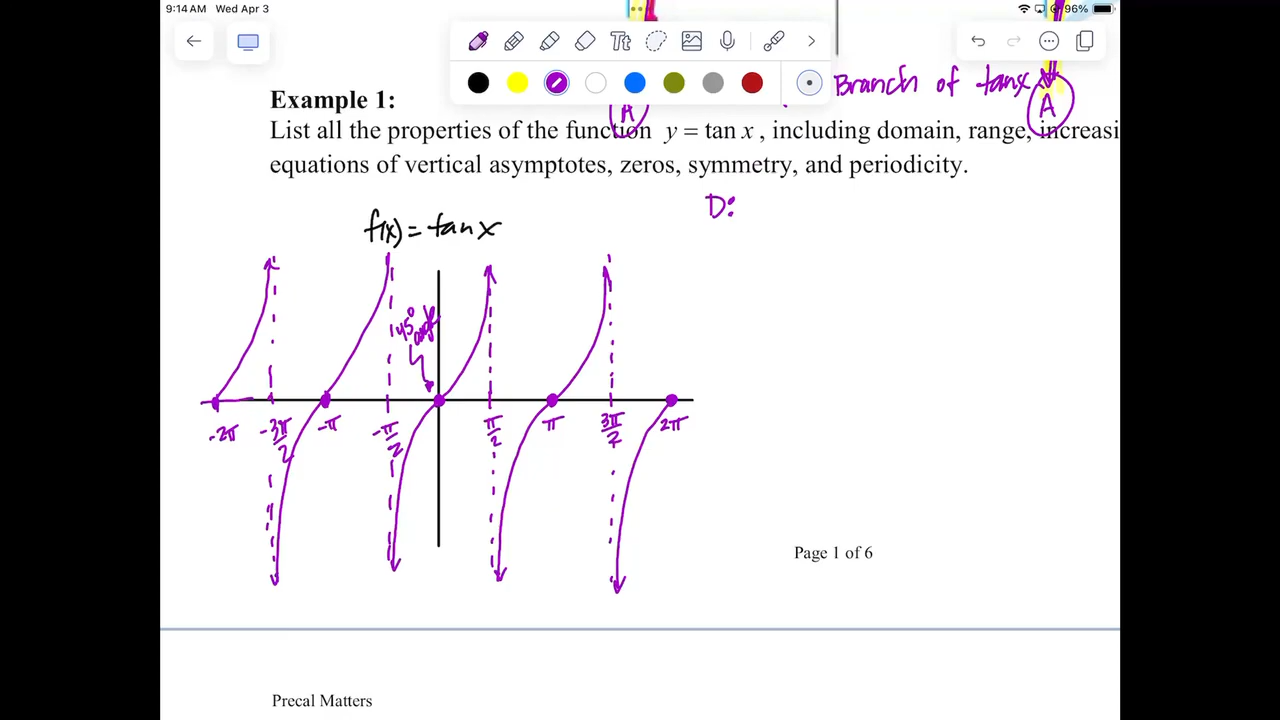 9:14 AM Wed Apr 3
96%
Tt
Branch of tanx
A
A
Example 1:
List all the properties of the function y = tan x , including domain, range, increasi
equations of vertical asymptotes, zeros, symmetry, and periodicity.
D:
f(x) = tan x
45°
-2π
-3π/2
-π
-π/2
π/2
π
3π/2
2π
Page 1 of 6
Precal Matters